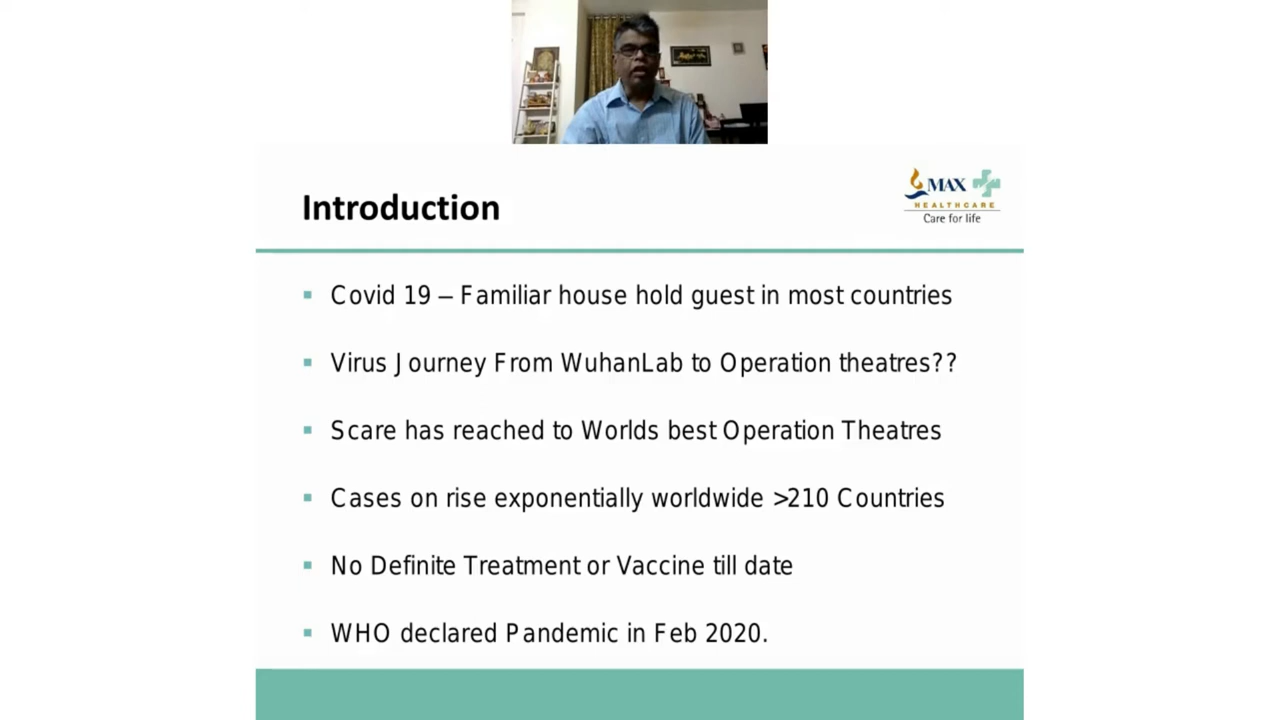 Introduction
MAX
HEALTHCARE
Care for life
Covid 19 – Familiar house hold guest in most countries
Virus Journey From WuhanLab to Operation theatres??
Scare has reached to Worlds best Operation Theatres
Cases on rise exponentially worldwide >210 Countries
No Definite Treatment or Vaccine till date
WHO declared Pandemic in Feb 2020.